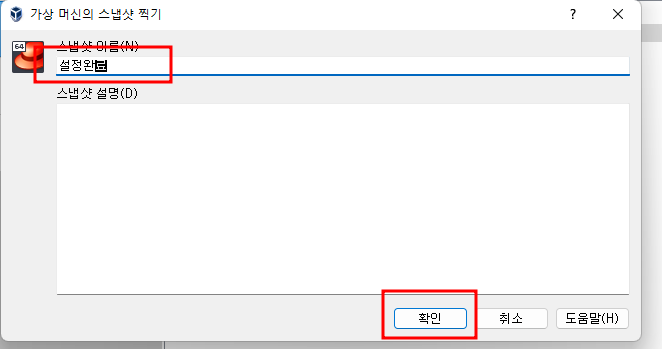 가상 머신의 스냅샷 찍기
?
64
스냅샷 이름(N)
설정완료
스냅샷 설명(D)
확인 취소 도움말(H)